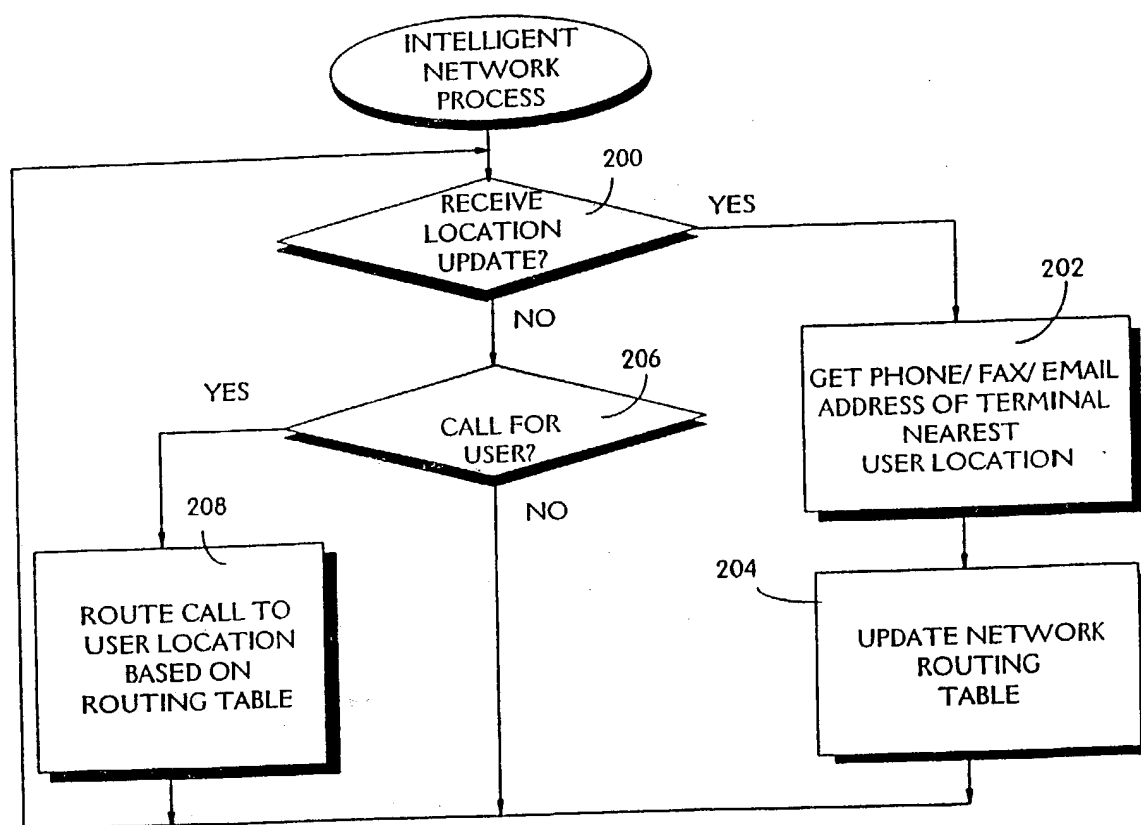 INTELLIGENT
NETWORK
PROCESS
200
RECEIVE
LOCATION
UPDATE?
YES
NO
202
GET PHONE/ FAX/ EMAIL
ADDRESS OF TERMINAL
NEAREST
USER LOCATION
206
YES
CALL FOR
USER?
NO
208
ROUTE CALL TO
USER LOCATION
BASED ON
ROUTING TABLE
204
UPDATE NETWORK
ROUTING
TABLE